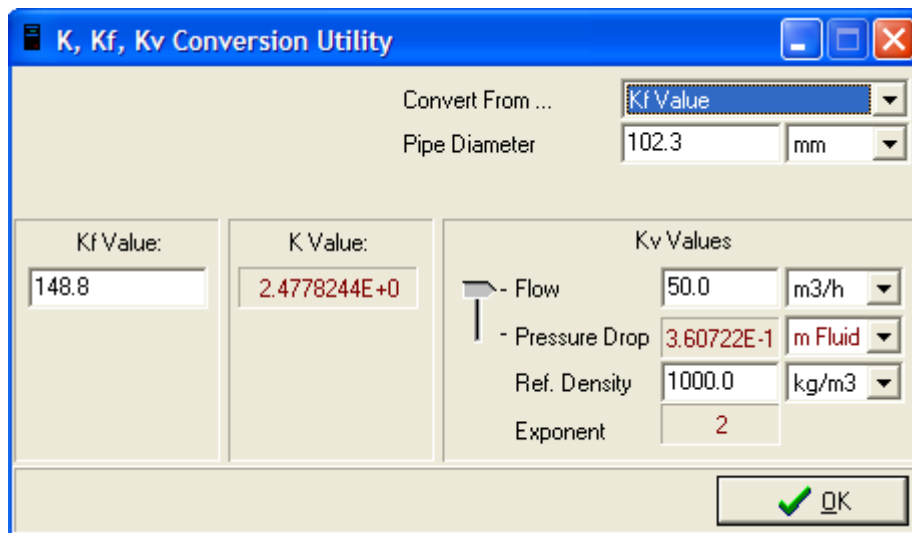 K, Kf, Kv Conversion Utility
Convert From ... Kf Value
Pipe Diameter 102.3 mm
Kf Value: K Value: Kv Values
148.8 2.4778244E+0 - Flow 50.0 m3/h
- Pressure Drop 3.60722E-1 m Fluid
Ref. Density 1000.0 kg/m3
Exponent 2
OK